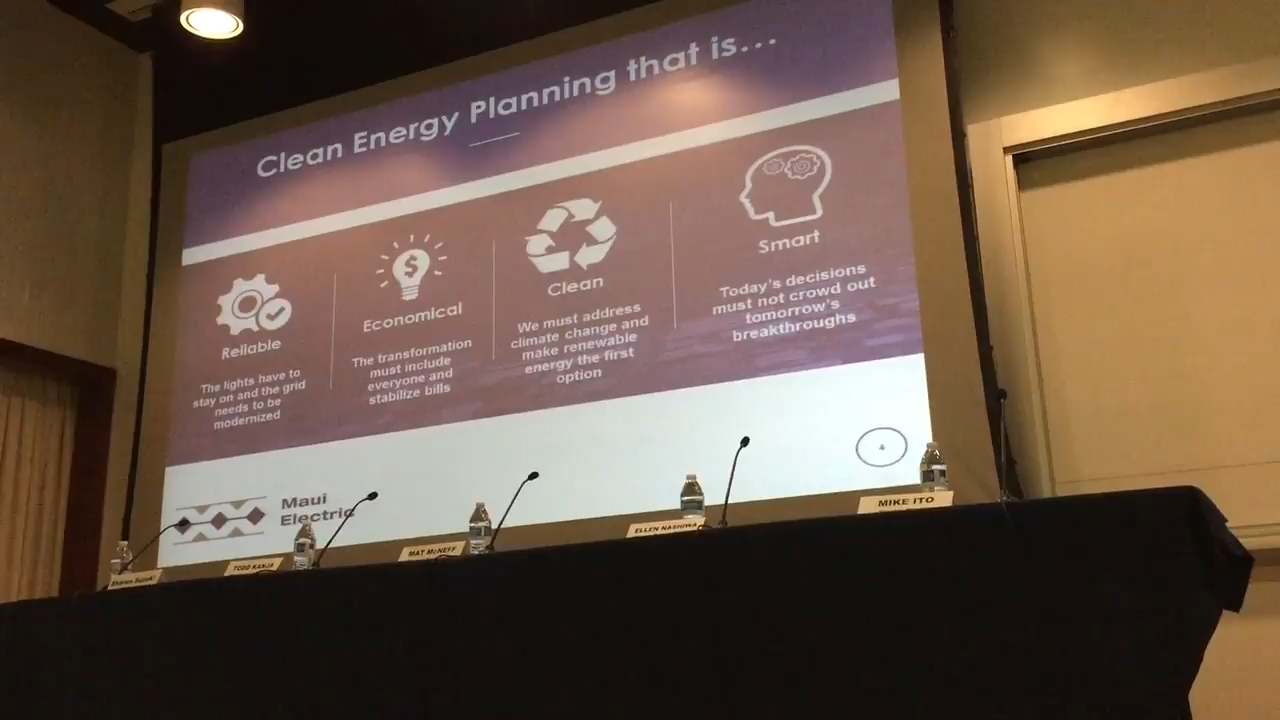 Clean Energy Planning that is...
Reliable
The lights have to
stay on and the grid
needs to be
modernized
Economical
The transformation
must include
everyone and
stabilize bills
Clean
We must address
climate change and
make renewable
energy the first
option
Smart
Today's decisions
must not crowd out
tomorrow's
breakthroughs
4
Maui
Electric
Sharon Suzuki
TODD KANJA
MAT McNEFF
ELLEN NASHIWA
MIKE ITO